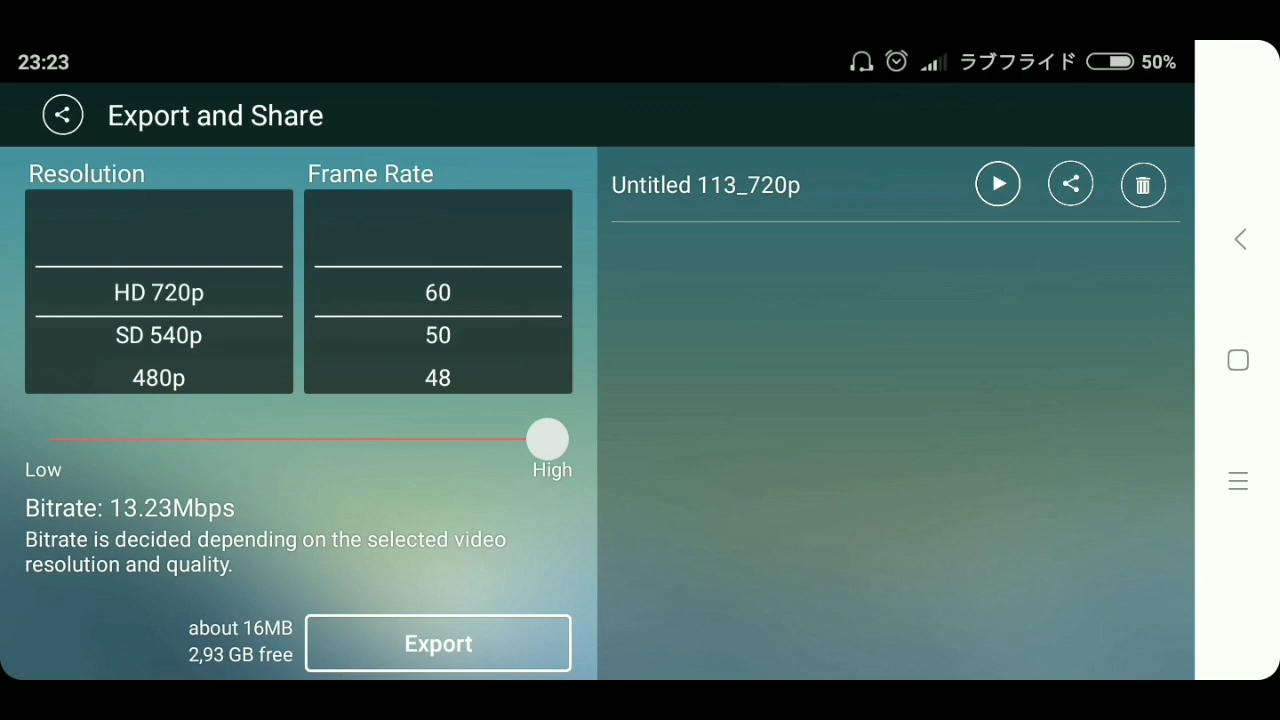 23:23
ラブフライド
50%
Export and Share
Resolution
Frame Rate
HD 720p
SD 540p
480p
60
50
48
Low
High
Bitrate: 13.23Mbps
Bitrate is decided depending on the selected video
resolution and quality.
about 16MB
2,93 GB free
Export
Untitled 113_720p